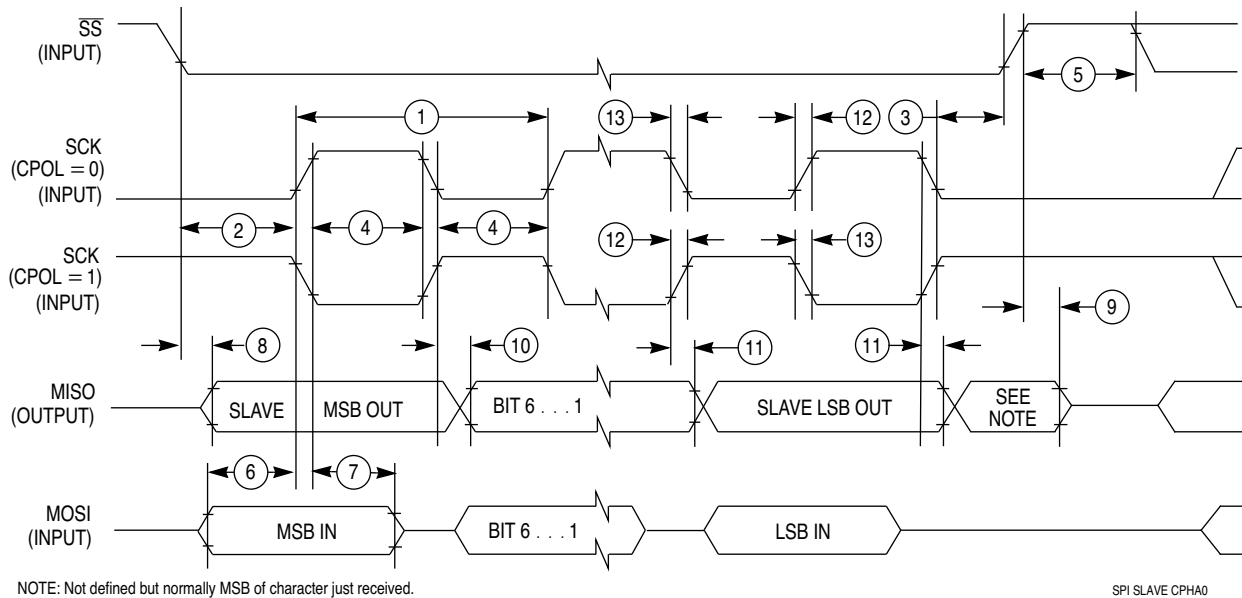 SS
(INPUT)
5
1
13
12
3
SCK
(CPOL = 0)
(INPUT)
2
4
4
12
13
SCK
(CPOL = 1)
(INPUT)
9
8
10
11
11
MISO
(OUTPUT)
SLAVE
MSB OUT
BIT 6 . . . 1
SLAVE LSB OUT
SEE
NOTE
6
7
MOSI
(INPUT)
MSB IN
BIT 6 . . . 1
LSB IN
NOTE: Not defined but normally MSB of character just received.
SPI SLAVE CPHA0